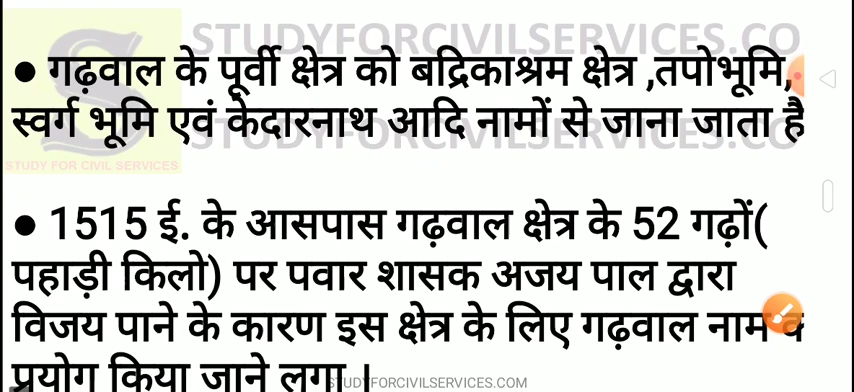 STUDYFORCIVILSERVICES.CO
● गढ़वाल के पूर्वी क्षेत्र को बद्रिकाश्रम क्षेत्र ,तपोभूमि,
स्वर्ग भूमि एवं केदारनाथ आदि नामों से जाना जाता है
STUDY FOR CIVIL SERVICES
● 1515 ई. के आसपास गढ़वाल क्षेत्र के 52 गढ़ों(
पहाड़ी किलो) पर पवार शासक अजय पाल द्वारा
विजय पाने के कारण इस क्षेत्र के लिए गढ़वाल नाम
प्रयोग किया जाने लगा ।
STUDYFORCIVILSERVICES.COM